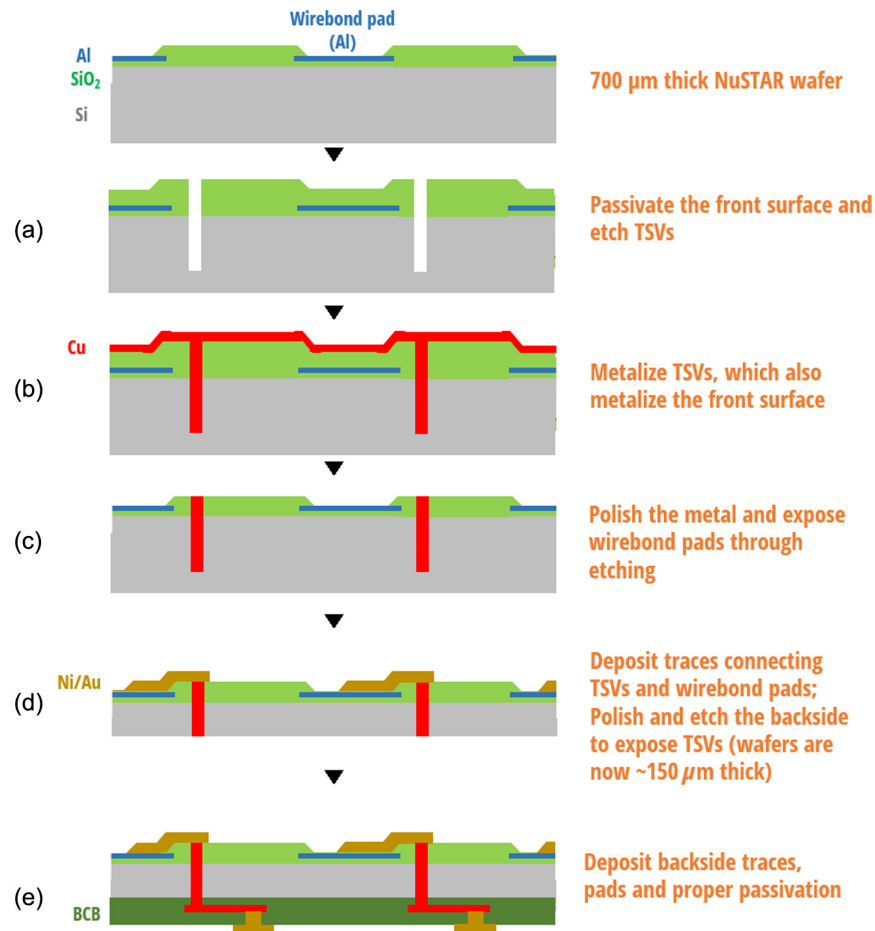 Wirebond pad
(Al)
Al
SiO₂
Si
700 µm thick NuSTAR wafer
(a)
Passivate the front surface and
etch TSVs
Cu
(b)
Metalize TSVs, which also
metalize the front surface
(c)
Polish the metal and expose
wirebond pads through
etching
Ni/Au
(d)
Deposit traces connecting
TSVs and wirebond pads;
Polish and etch the backside
to expose TSVs (wafers are
now ~150 µm thick)
(e)
BCB
Deposit backside traces,
pads and proper passivation